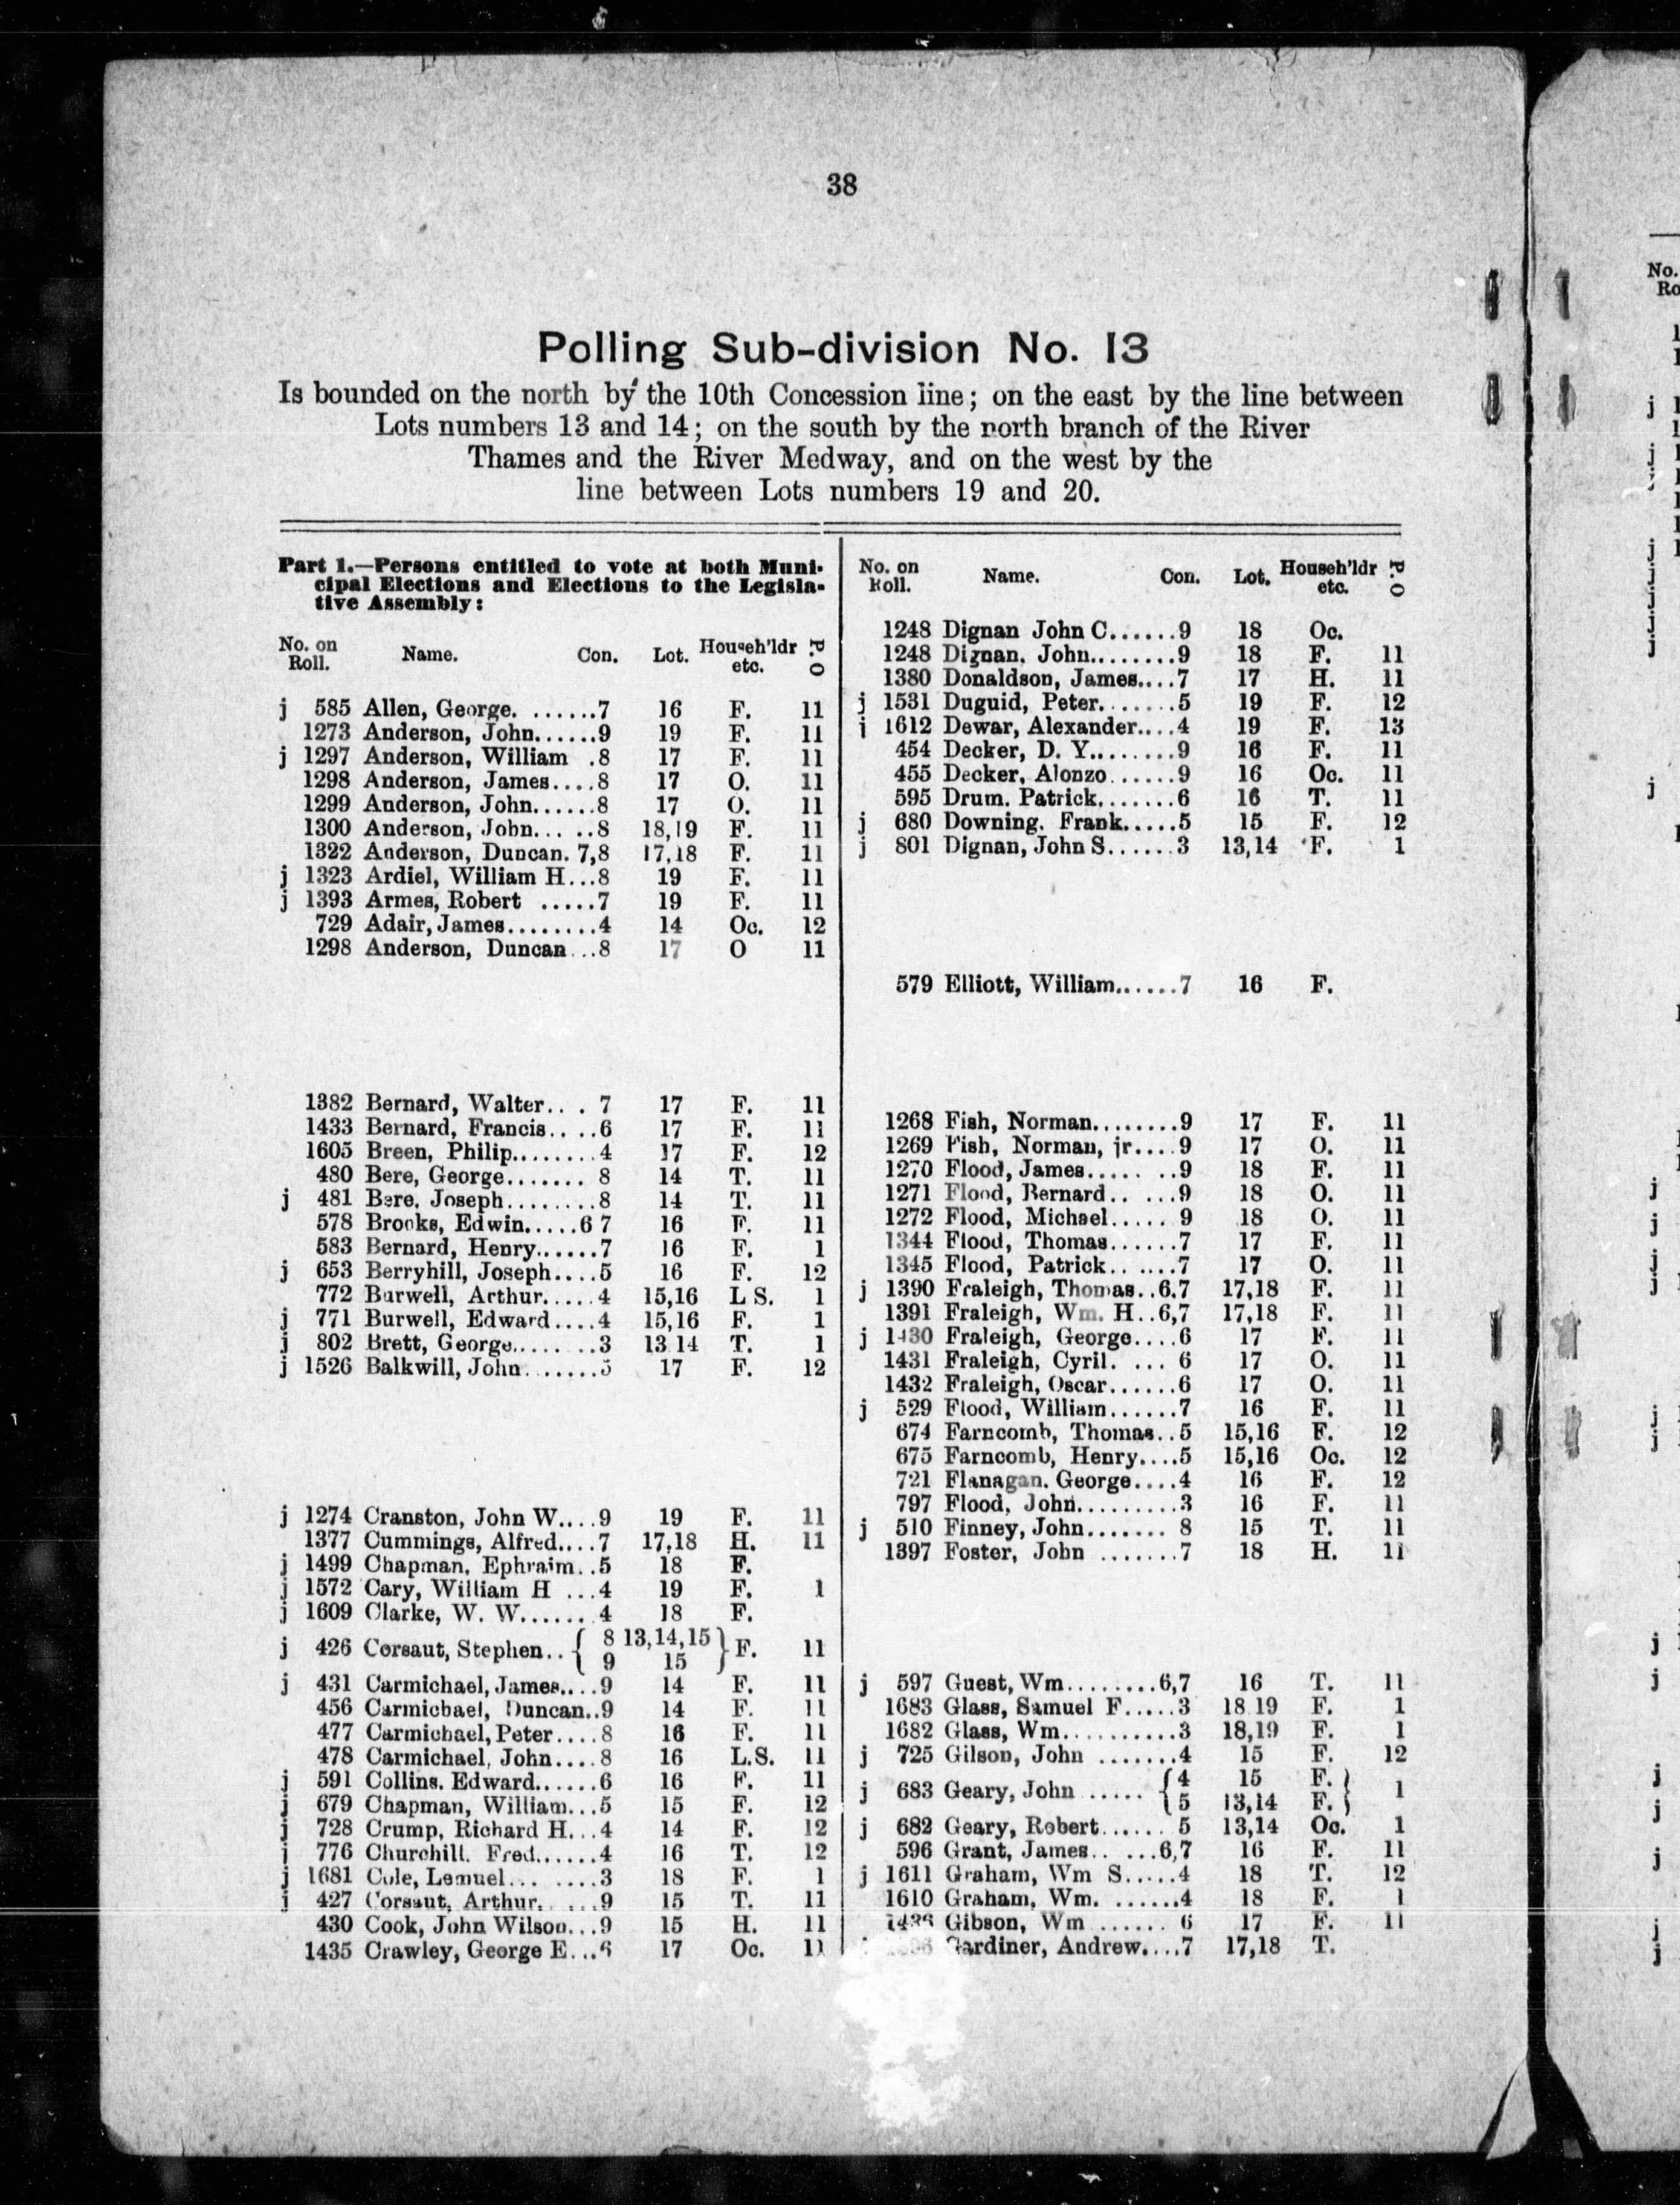 38
Polling Sub-division No. 13
Is bounded on the north by the 10th Concession line; on the east by the line between
Lots numbers 13 and 14; on the south by the north branch of the River
Thames and the River Medway, and on the west by the
line between Lots numbers 19 and 20.
Part 1.—Persons entitled to vote at both Muni-
cipal Elections and Elections to the Legisla-
tive Assembly:
No. on Roll. Name. Con. Lot. Househ'ldr etc. P. O
j 585 Allen, George. ......7 16 F. 11
1273 Anderson, John......9 19 F. 11
j 1297 Anderson, William .8 17 F. 11
1298 Anderson, James....8 17 O. 11
1299 Anderson, John......8 17 O. 11
1300 Anderson, John... ..8 18,19 F. 11
1322 Anderson, Duncan. 7,8 17,18 F. 11
j 1323 Ardiel, William H...8 19 F. 11
j 1393 Armes, Robert .....7 19 F. 11
729 Adair, James........4 14 Oc. 12
1298 Anderson, Duncan...8 17 O 11
1382 Bernard, Walter... 7 17 F. 11
1433 Bernard, Francis....6 17 F. 11
1605 Breen, Philip........4 17 F. 12
480 Bere, George....... 8 14 T. 11
j 481 Bere, Joseph........8 14 T. 11
578 Brooks, Edwin.....6 7 16 F. 11
583 Bernard, Henry......7 16 F. 1
j 653 Berryhill, Joseph....5 16 F. 12
772 Burwell, Arthur.....4 15,16 L S. 1
j 771 Burwell, Edward....4 15,16 F. 1
j 802 Brett, George........3 13 14 T. 1
j 1526 Balkwill, John.......5 17 F. 12
j 1274 Cranston, John W....9 19 F. 11
1377 Cummings, Alfred....7 17,18 H. 11
j 1499 Chapman, Ephraim..5 18 F.
j 1572 Cary, William H ...4 19 F. 1
j 1609 Clarke, W. W.......4 18 F.
j 426 Corsaut, Stephen.. { 8 13,14,15 } F. 11
9 15
j 431 Carmichael, James....9 14 F. 11
456 Carmichael, Duncan..9 14 F. 11
477 Carmichael, Peter....8 16 F. 11
478 Carmichael, John....8 16 L.S. 11
j 591 Collins. Edward......6 16 F. 11
j 679 Chapman, William...5 15 F. 12
j 728 Crump, Richard H...4 14 F. 12
j 776 Churchill. Fred......4 16 T. 12
j 1681 Cole, Lemuel... ....3 18 F. 1
j 427 Corsaut, Arthur. ....9 15 T. 11
430 Cook, John Wilson...9 15 H. 11
1435 Crawley, George E...6 17 Oc. 11
No. on Roll. Name. Con. Lot. Househ'ldr etc. P. O
1248 Dignan John C......9 18 Oc.
1248 Dignan, John........9 18 F. 11
1380 Donaldson, James....7 17 H. 11
j 1531 Duguid, Peter.......5 19 F. 12
j 1612 Dewar, Alexander....4 19 F. 13
454 Decker, D. Y........9 16 F. 11
455 Decker, Alonzo......9 16 Oc. 11
595 Drum. Patrick.......6 16 T. 11
j 680 Downing. Frank.....5 15 F. 12
j 801 Dignan, John S......3 13,14 F. 1
579 Elliott, William......7 16 F.
1268 Fish, Norman........9 17 F. 11
1269 Fish, Norman, jr....9 17 O. 11
1270 Flood, James..... ..9 18 F. 11
1271 Flood, Bernard.. ...9 18 O. 11
1272 Flood, Michael..... 9 18 O. 11
1344 Flood, Thomas......7 17 F. 11
1345 Flood, Patrick.. ....7 17 O. 11
j 1390 Fraleigh, Thomas..6,7 17,18 F. 11
1391 Fraleigh, Wm. H..6,7 17,18 F. 11
j 1430 Fraleigh, George....6 17 F. 11
1431 Fraleigh, Cyril. ... 6 17 O. 11
1432 Fraleigh, Oscar......6 17 O. 11
j 529 Flood, William......7 16 F. 11
674 Farncomb, Thomas..5 15,16 F. 12
675 Farncomb, Henry....5 15,16 Oc. 12
721 Flanagan. George....4 16 F. 12
797 Flood, John.........3 16 F. 11
j 510 Finney, John....... 8 15 T. 11
1397 Foster, John .......7 18 H. 11
j 597 Guest, Wm........6,7 16 T. 11
1683 Glass, Samuel F.....3 18 19 F. 1
1682 Glass, Wm..........3 18,19 F. 1
j 725 Gilson, John .......4 15 F. 12
j 683 Geary, John ..... { 4 15 F. } 1
5 13,14 F.
j 682 Geary, Robert...... 5 13,14 Oc. 1
596 Grant, James.. ...6,7 16 F. 11
j 1611 Graham, Wm S.....4 18 T. 12
1610 Graham, Wm. ......4 18 F. 1
Gibson, Wm ...... 6 17 F. 11
Gardiner, Andrew....7 17,18 T.